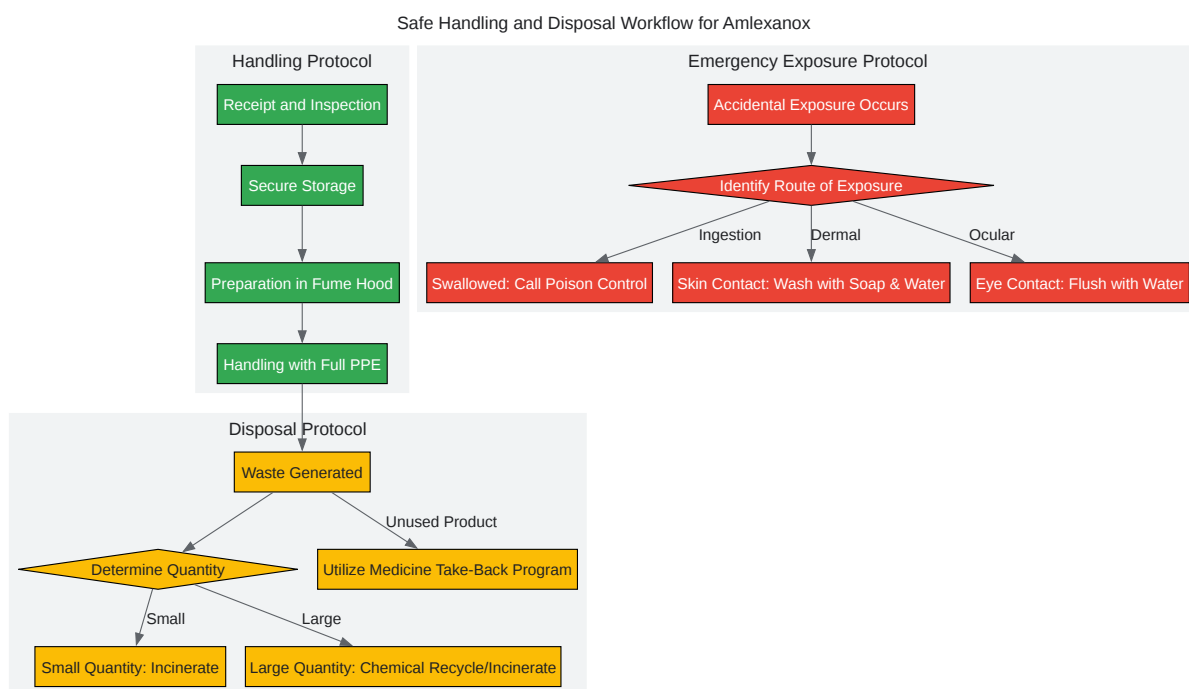 Safe Handling and Disposal Workflow for Amlexanox
Handling Protocol
Receipt and Inspection
Secure Storage
Preparation in Fume Hood
Handling with Full PPE
Emergency Exposure Protocol
Accidental Exposure Occurs
Identify Route of Exposure
Ingestion
Dermal
Ocular
Swallowed: Call Poison Control
Skin Contact: Wash with Soap & Water
Eye Contact: Flush with Water
Disposal Protocol
Waste Generated
Unused Product
Determine Quantity
Utilize Medicine Take-Back Program
Small
Large
Small Quantity: Incinerate
Large Quantity: Chemical Recycle/Incinerate